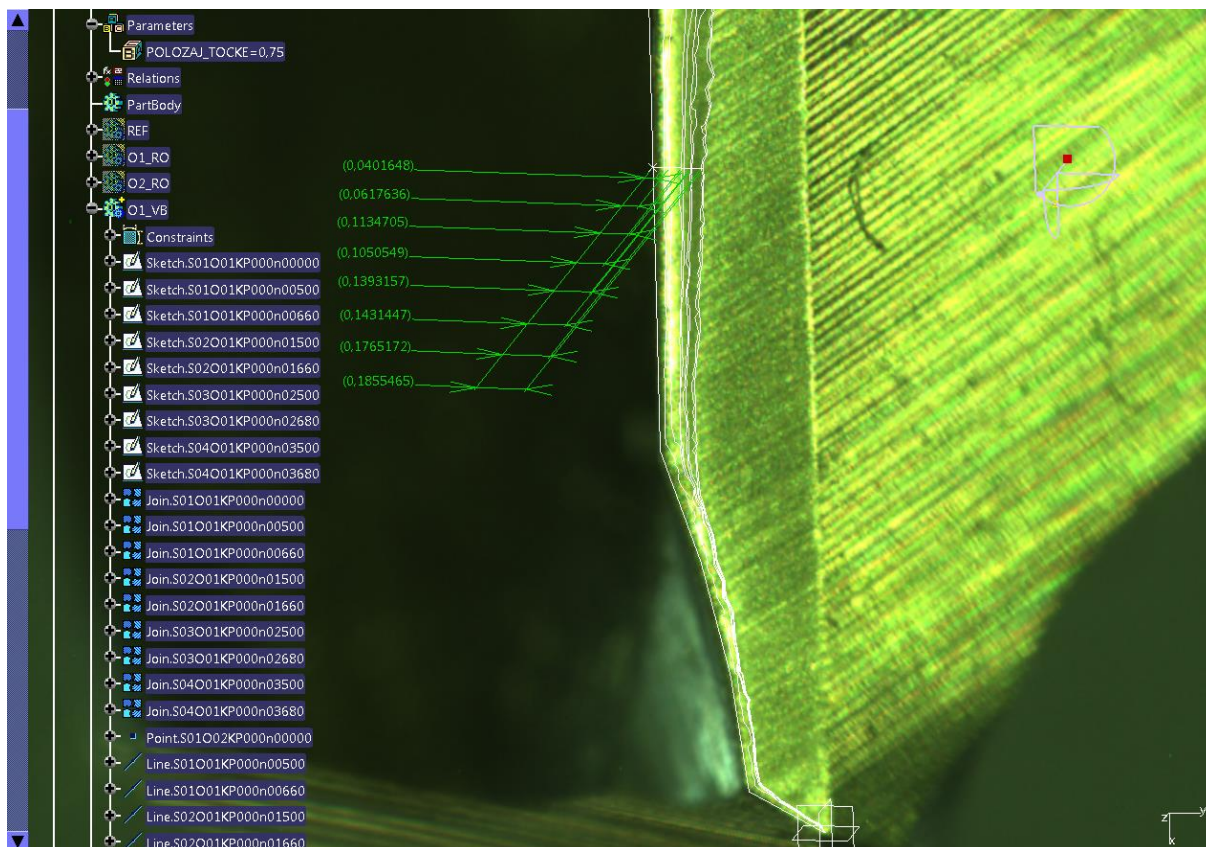 Parameters
POLOZAJ_TOCKE=0,75
Relations
PartBody
REF
O1_RO
O2_RO
O1_VB
Constraints
Sketch.S01O01KP000n00000
Sketch.S01O01KP000n00500
Sketch.S01O01KP000n00660
Sketch.S02O01KP000n01500
Sketch.S02O01KP000n01660
Sketch.S03O01KP000n02500
Sketch.S03O01KP000n02680
Sketch.S04O01KP000n03500
Sketch.S04O01KP000n03680
Join.S01O01KP000n00000
Join.S01O01KP000n00500
Join.S01O01KP000n00660
Join.S02O01KP000n01500
Join.S02O01KP000n01660
Join.S03O01KP000n02500
Join.S03O01KP000n02680
Join.S04O01KP000n03500
Join.S04O01KP000n03680
Point.S01O02KP000n00000
Line.S01O01KP000n00500
Line.S01O01KP000n00660
Line.S02O01KP000n01500
Line.S02O01KP000n01660
(0,0401648)
(0,0617636)
(0,1134705)
(0,1050549)
(0,1393157)
(0,1431447)
(0,1765172)
(0,1855465)
z y
x